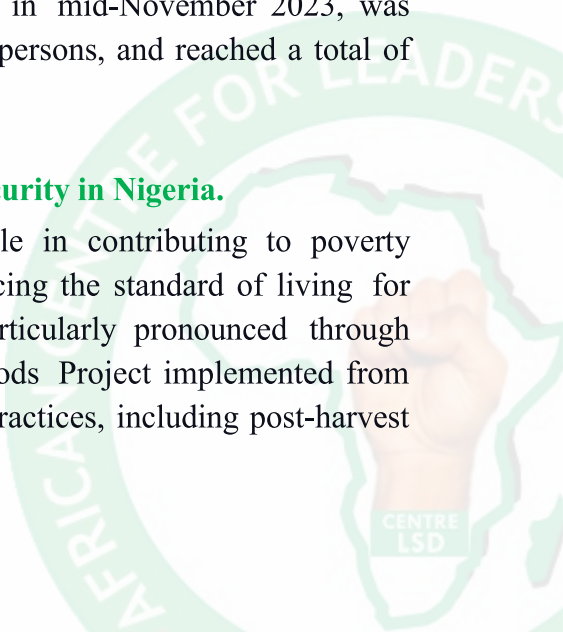 in mid-November 2023, was
persons, and reached a total of
curity in Nigeria.
le in contributing to poverty
cing the standard of living for
rticularly pronounced through
ods Project implemented from
ractices, including post-harvest
AFRICAN CENTRE FOR LEADERS
CENTRE
LSD